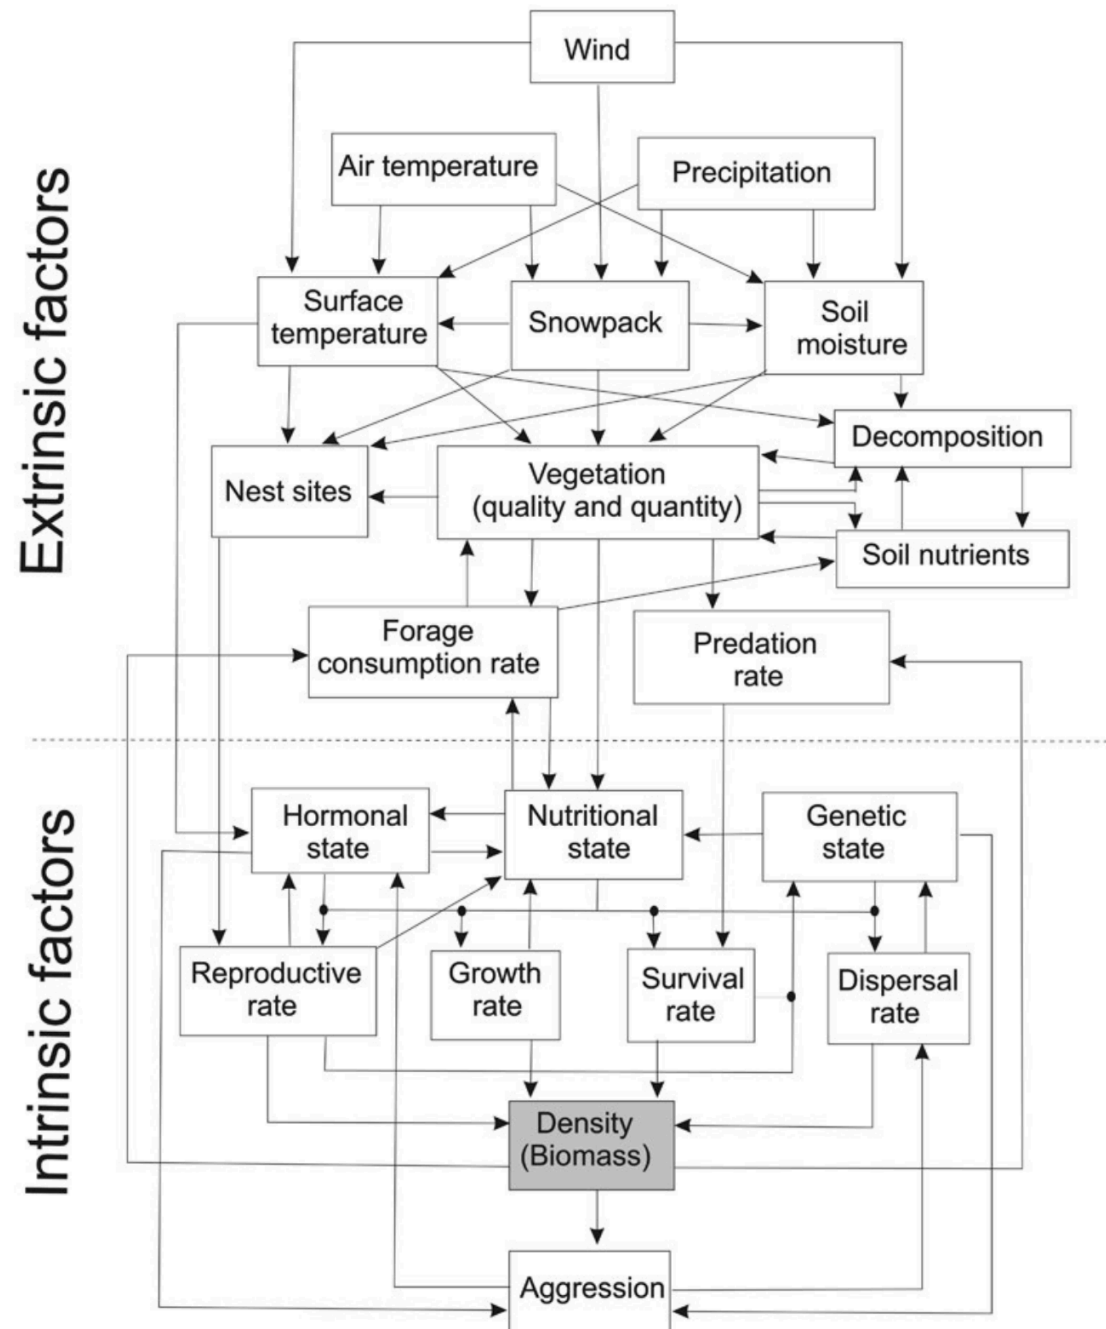 Extrinsic factors
Wind
Air temperature
Precipitation
Surface
temperature
Snowpack
Soil
moisture
Decomposition
Nest sites
Vegetation
(quality and quantity)
Soil nutrients
Forage
consumption rate
Predation
rate
Intrinsic factors
Hormonal
state
Nutritional
state
Genetic
state
Reproductive
rate
Growth
rate
Survival
rate
Dispersal
rate
Density
(Biomass)
Aggression